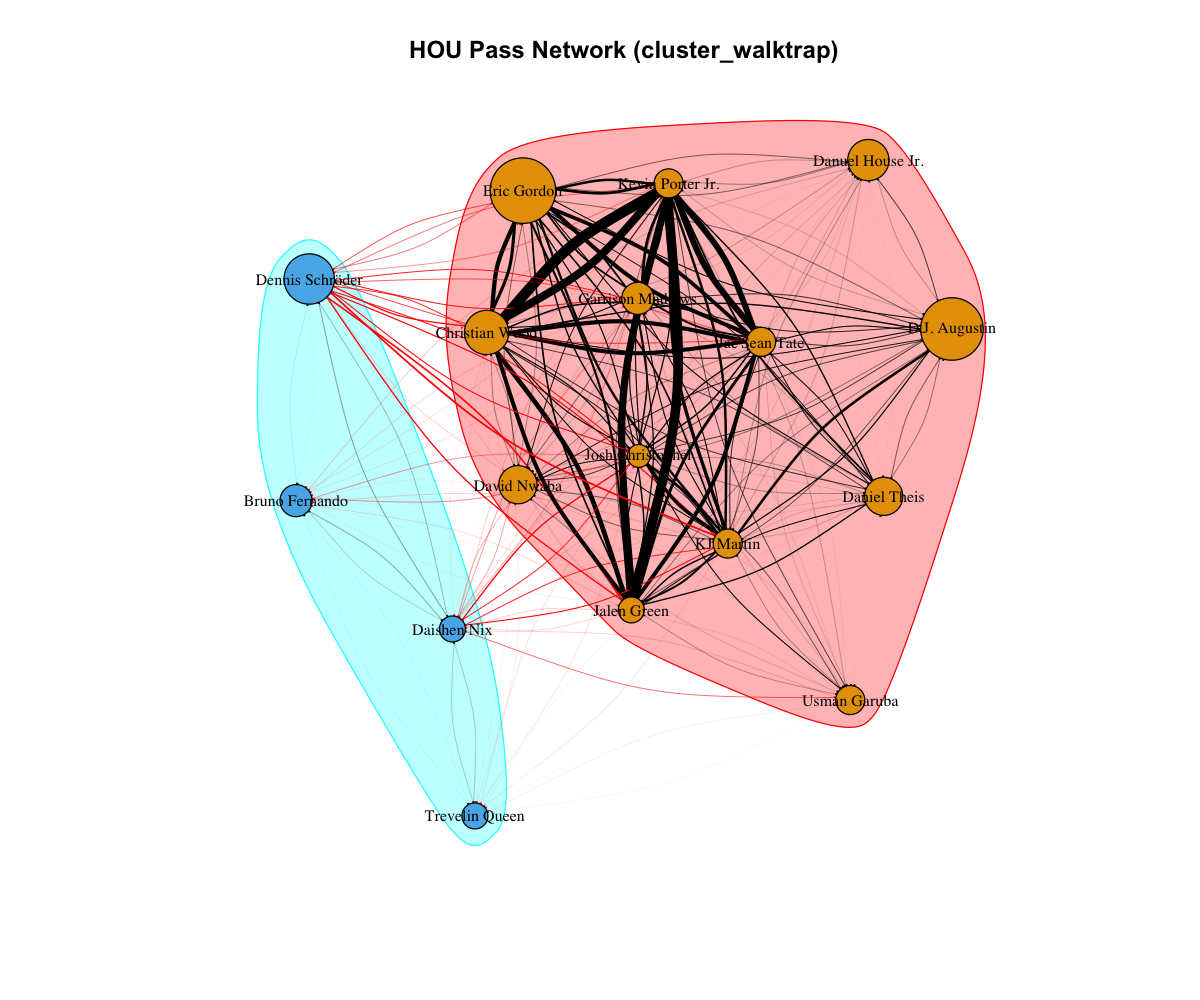 HOU Pass Network (cluster_walktrap)
Danuel House Jr.
Eric Gordon
Kevin Porter Jr.
Dennis Schröder
Garrison Mathews
D.J. Augustin
Christian Wood
Jae'Sean Tate
Josh Christopher
David Nwaba
Daniel Theis
Bruno Fernando
KJ Martin
Jalen Green
Daishen Nix
Usman Garuba
Trevelin Queen